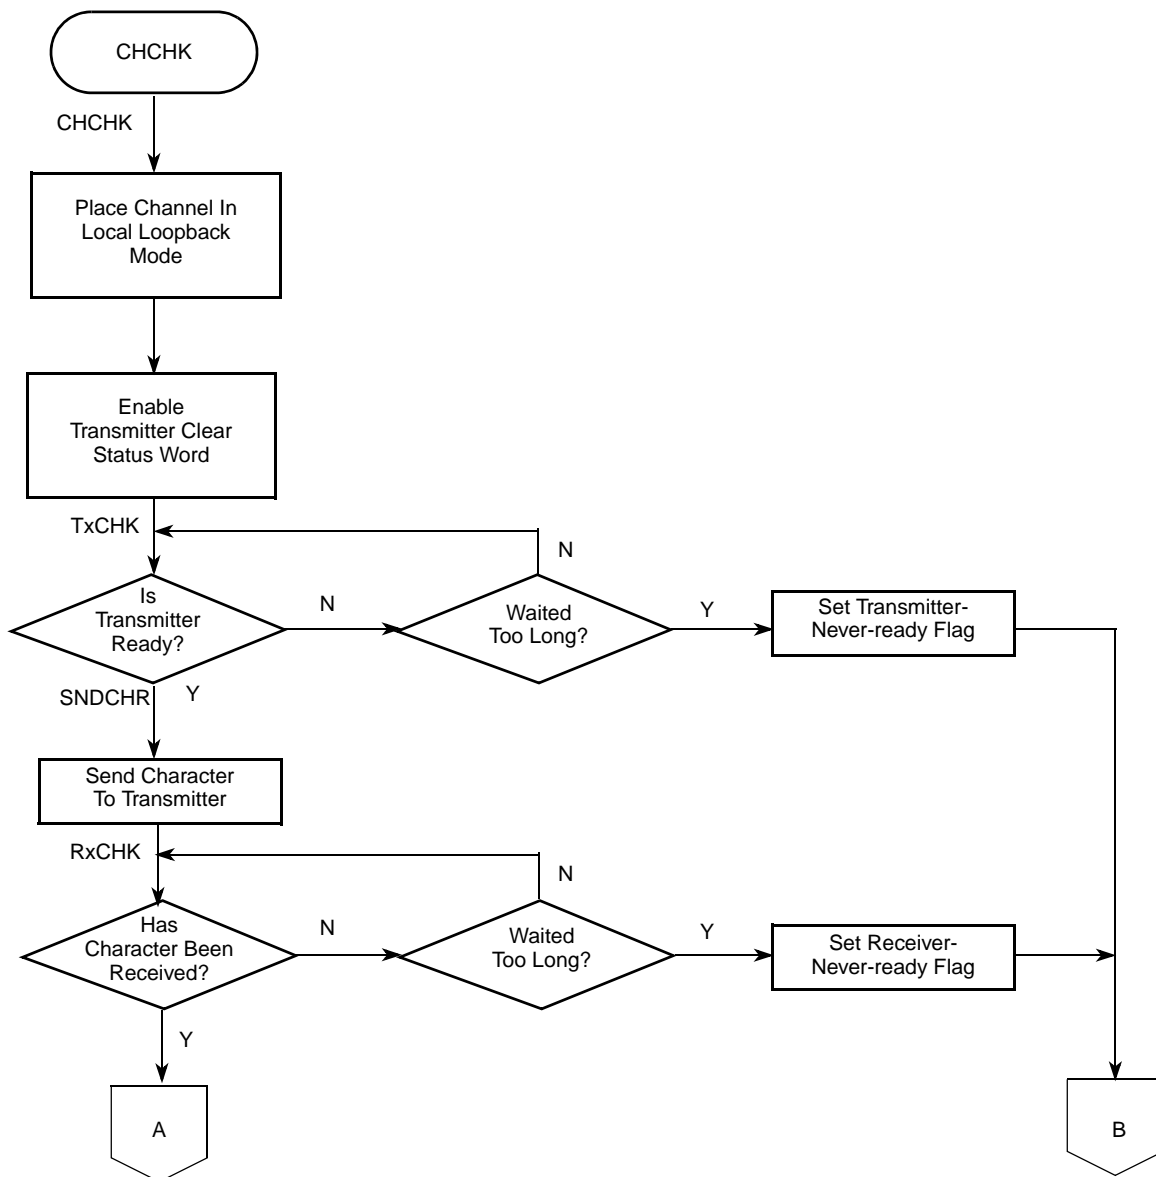 CHCHK
CHCHK
Place Channel In
Local Loopback
Mode
Enable
Transmitter Clear
Status Word
TxCHK
N
Is
Transmitter
Ready?
N
Waited
Too Long?
Y
Set Transmitter-
Never-ready Flag
SNDCHR
Y
Send Character
To Transmitter
RxCHK
N
Has
Character Been
Received?
N
Waited
Too Long?
Y
Set Receiver-
Never-ready Flag
Y
A
B